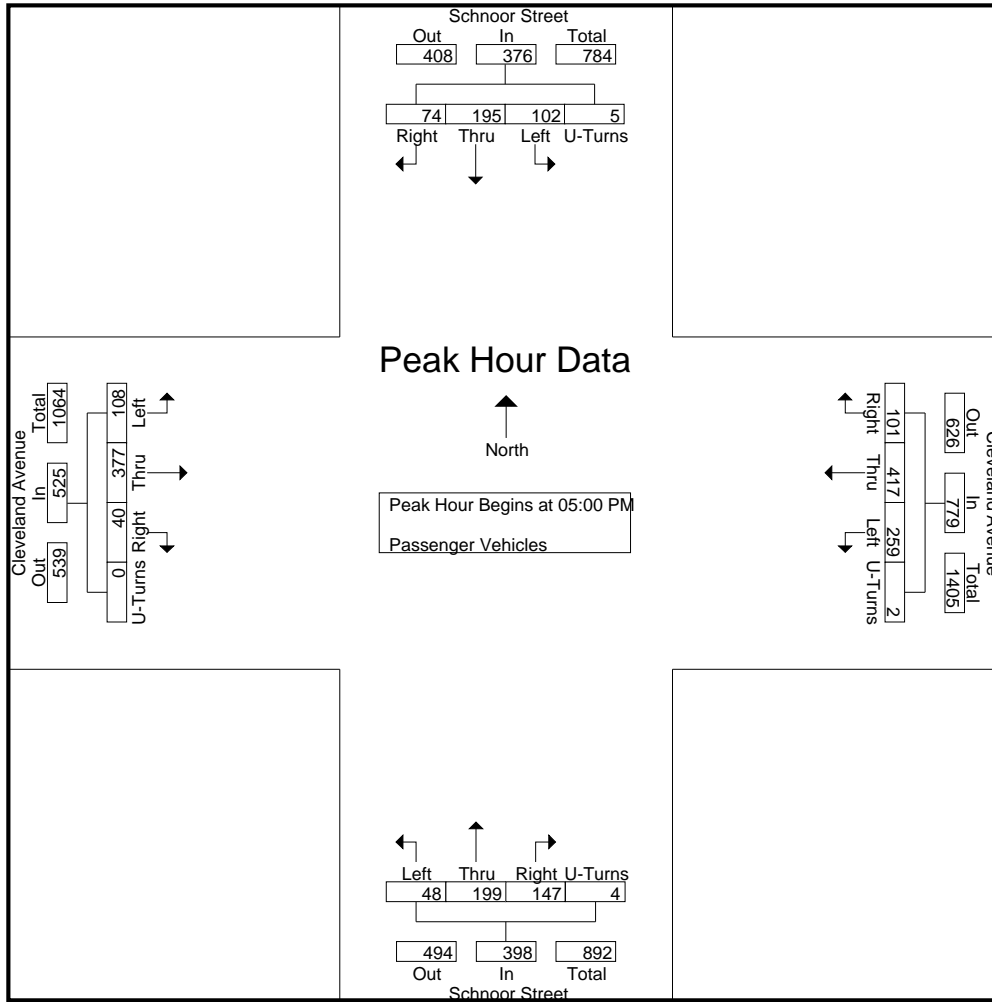 Schnoor Street
Out In Total
408 376 784
74 195 102 5
Right Thru Left U-Turns
Peak Hour Data
North
Peak Hour Begins at 05:00 PM
Passenger Vehicles
Cleveland Avenue
Total In Out
1064 525 539
108 377 40 0
Left Thru Right U-Turns
Cleveland Avenue
Out In Total
626 779 1405
101 417 259 2
Right Thru Left U-Turns
Left Thru Right U-Turns
48 199 147 4
494 398 892
Out In Total
Schnoor Street